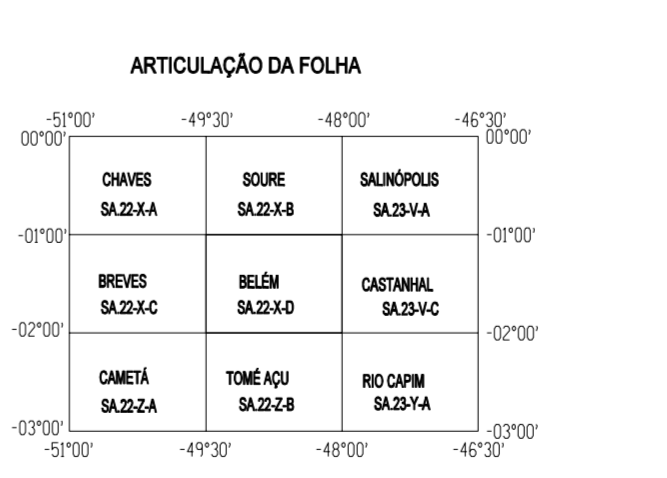 ARTICULAÇÃO DA FOLHA
-51°00' -49°30' -48°00' -46°30'
00°00' 00°00'
CHAVES SOURE SALINÓPOLIS
SA.22-X-A SA.22-X-B SA.23-V-A
-01°00' -01°00'
BREVES BELÉM CASTANHAL
SA.22-X-C SA.22-X-D SA.23-V-C
-02°00' -02°00'
CAMETÁ TOMÉ AÇU RIO CAPIM
SA.22-Z-A SA.22-Z-B SA.23-Y-A
-03°00' -03°00'
-51°00' -49°30' -48°00' -46°30'